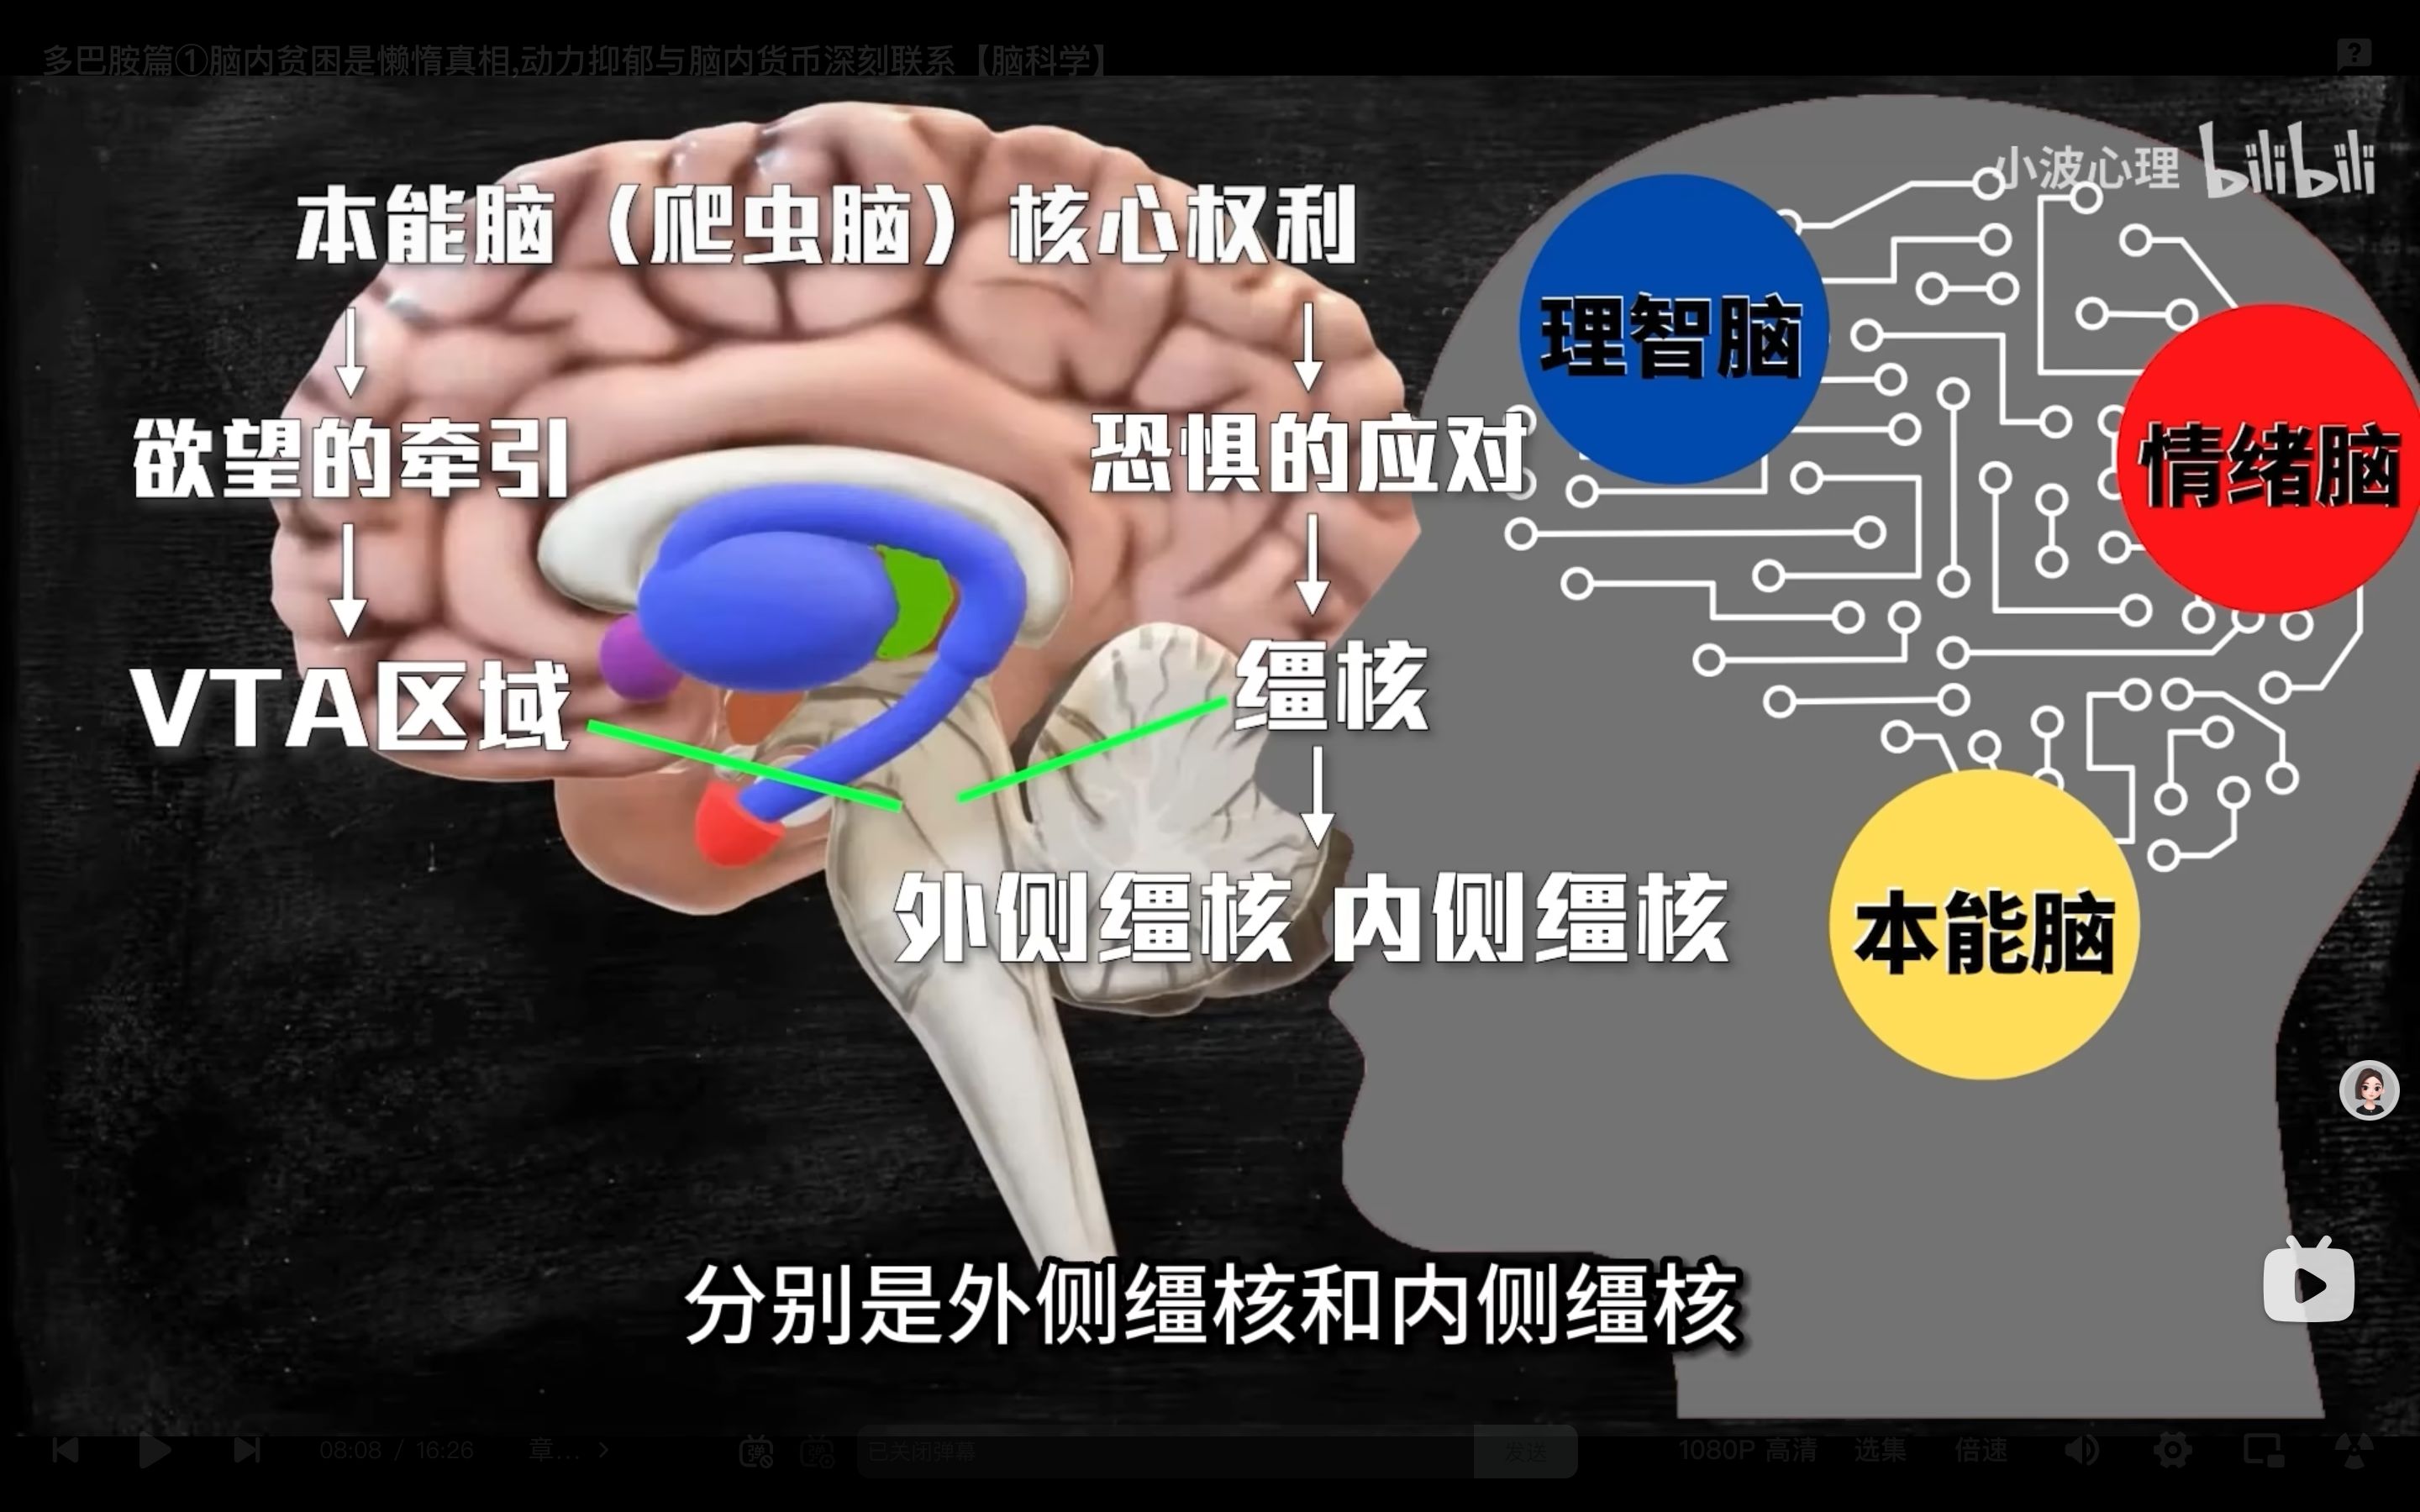 多巴胺篇①脑内贫困是懒惰真相,动力抑郁与脑内货币深刻联系【脑科学】
小波心理 bilibili
本能脑（爬虫脑）核心权利
理智脑
欲望的牵引
恐惧的应对
情绪脑
VTA区域
缰核
外侧缰核 内侧缰核
本能脑
分别是外侧缰核和内侧缰核
08:08 / 16:26 章... 已关闭弹幕 发送 1080P 高清 选集 倍速